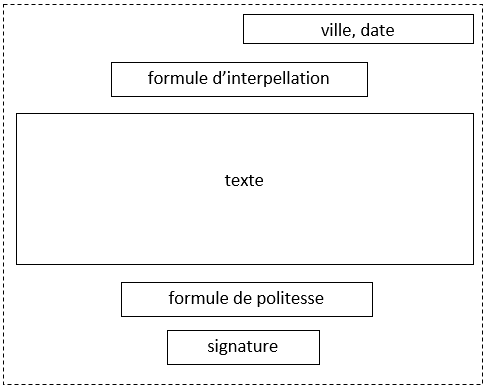 ville, date
formule d’interpellation
texte
formule de politesse
signature